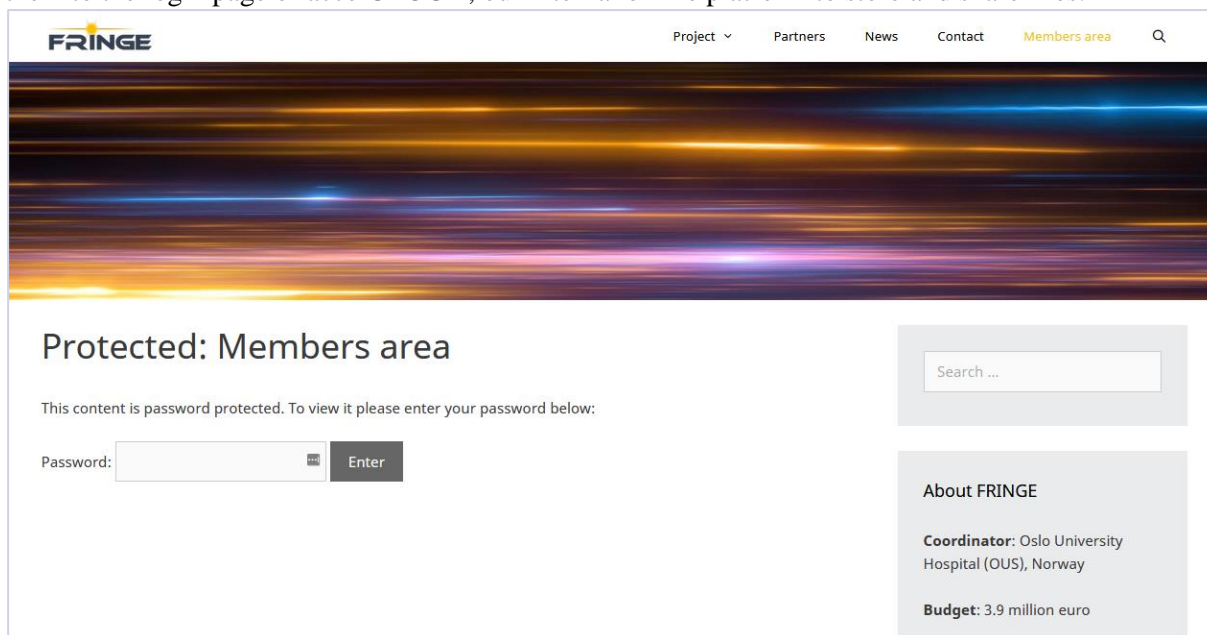 FRINGE
Project Partners News Contact Members area
Protected: Members area
This content is password protected. To view it please enter your password below:
Password: Enter
Search ...
About FRINGE
Coordinator: Oslo University
Hospital (OUS), Norway
Budget: 3.9 million euro